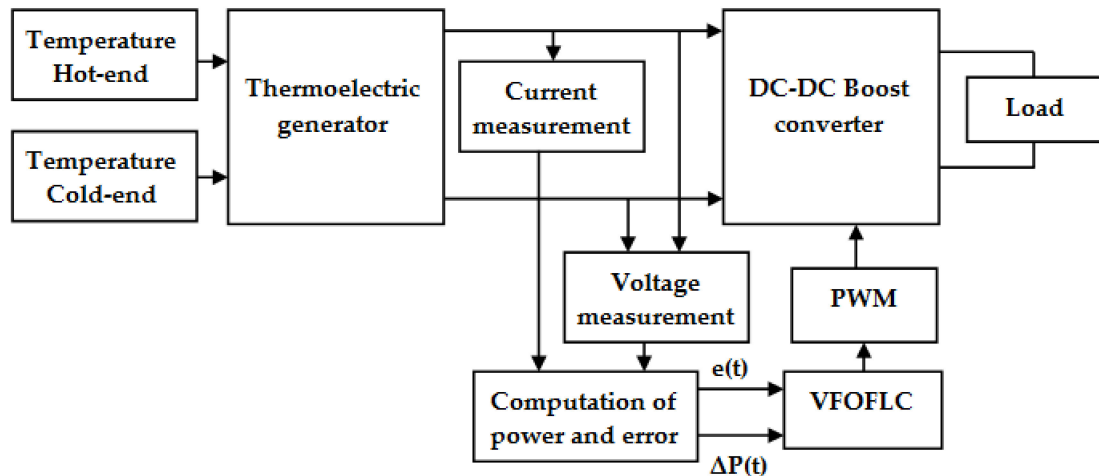 Temperature
Hot-end
Temperature
Cold-end
Thermoelectric
generator
Current
measurement
DC-DC Boost
converter
Load
Voltage
measurement
PWM
Computation of
power and error
e(t)
ΔP(t)
VFOFLC